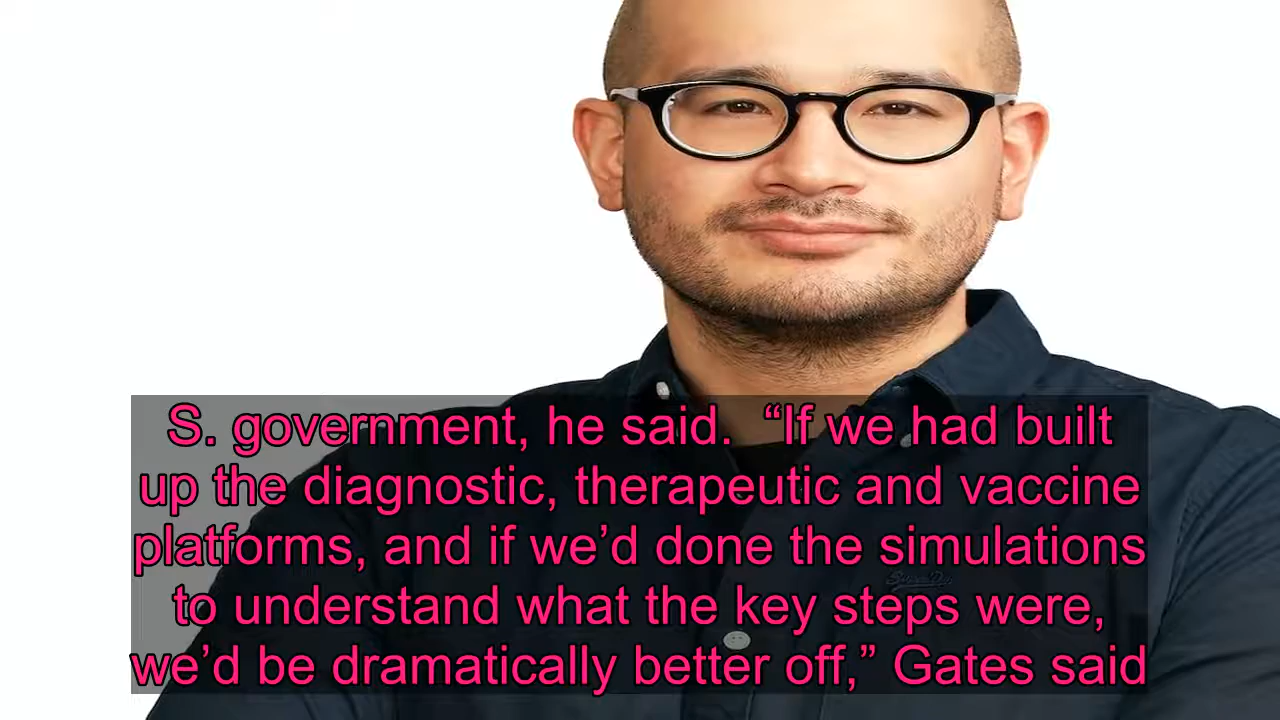 S. government, he said.  “If we had built
up the diagnostic, therapeutic and vaccine
platforms, and if we’d done the simulations
to understand what the key steps were,
we’d be dramatically better off,” Gates said